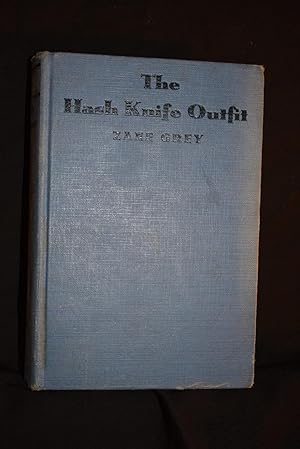 The
Hash Knife Outfit
ZANE GREY